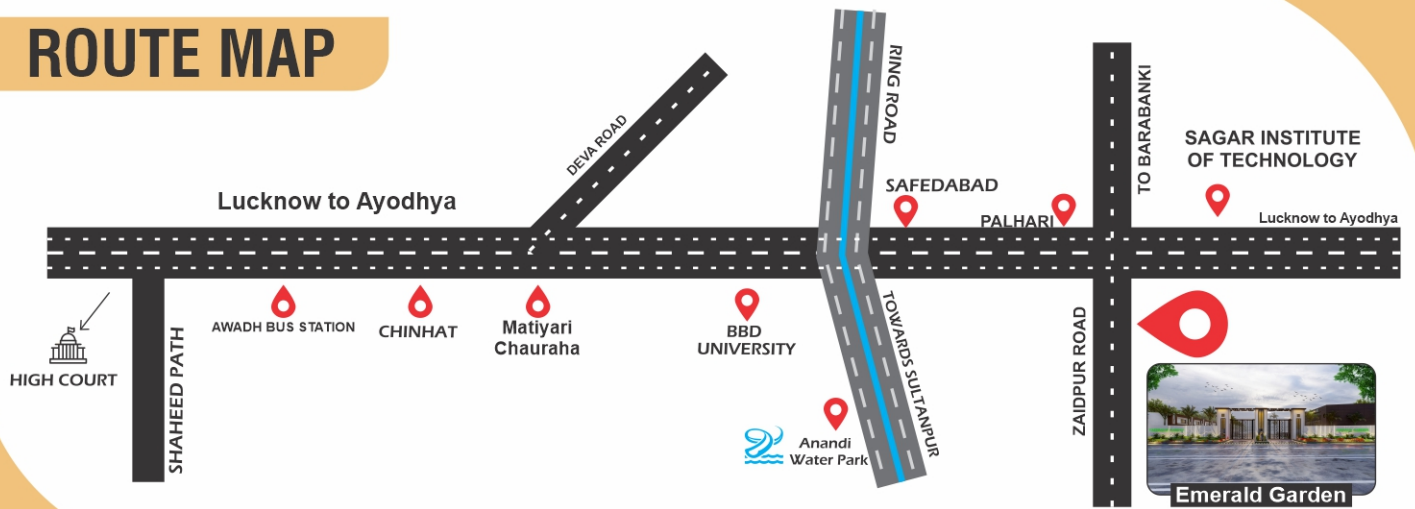 ROUTE MAP
DEVA ROAD
RING ROAD
TO BARABANKI
SAGAR INSTITUTE
OF TECHNOLOGY
Lucknow to Ayodhya
SAFEDABAD
PALHARI
Lucknow to Ayodhya
HIGH COURT
SHAHEED PATH
AWADH BUS STATION
CHINHAT
Matiyari
Chauraha
BBD
UNIVERSITY
TOWARDS SULTANPUR
Anandi
Water Park
ZAIDPUR ROAD
Emerald Garden